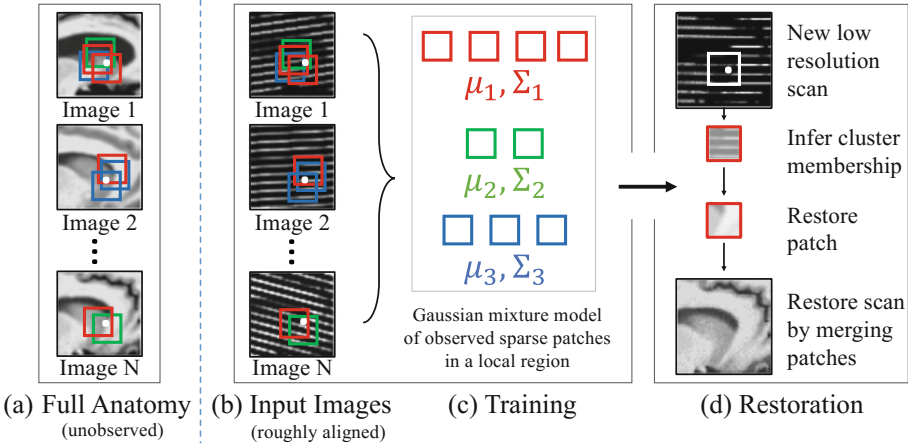 Image 1
Image 2
Image N
(a) Full Anatomy
(unobserved)
Image 1
Image 2
Image N
(b) Input Images
(roughly aligned)
μ₁, Σ₁
μ₂, Σ₂
μ₃, Σ₃
Gaussian mixture model
of observed sparse patches
in a local region
(c) Training
New low
resolution
scan
Infer cluster
membership
Restore
patch
Restore scan
by merging
patches
(d) Restoration